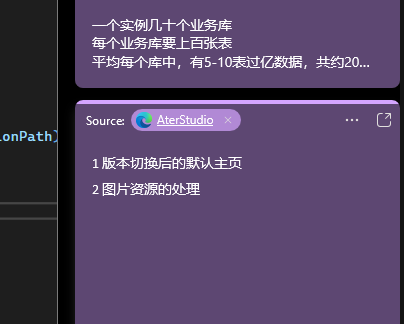 一个实例几十个业务库
每个业务库要上百张表
平均每个库中，有5-10表过亿数据，共约20...
Source: AterStudio ×
ionPath)
1 版本切换后的默认主页
2 图片资源的处理